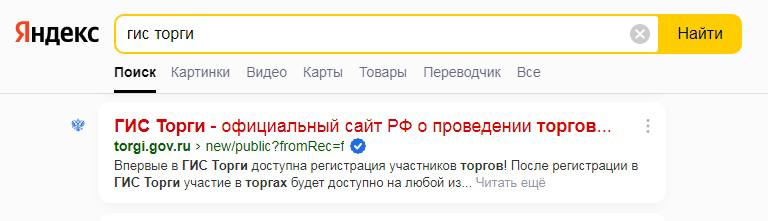 Яндекс
гис торги
Найти
Поиск Картинки Видео Карты Товары Переводчик Все
ГИС Торги - официальный сайт РФ о проведении торгов...
torgi.gov.ru › new/public?fromRec=f
Впервые в ГИС Торги доступна регистрация участников торгов! После регистрации в
ГИС Торги участие в торгах будет доступно на любой из... Читать ещё